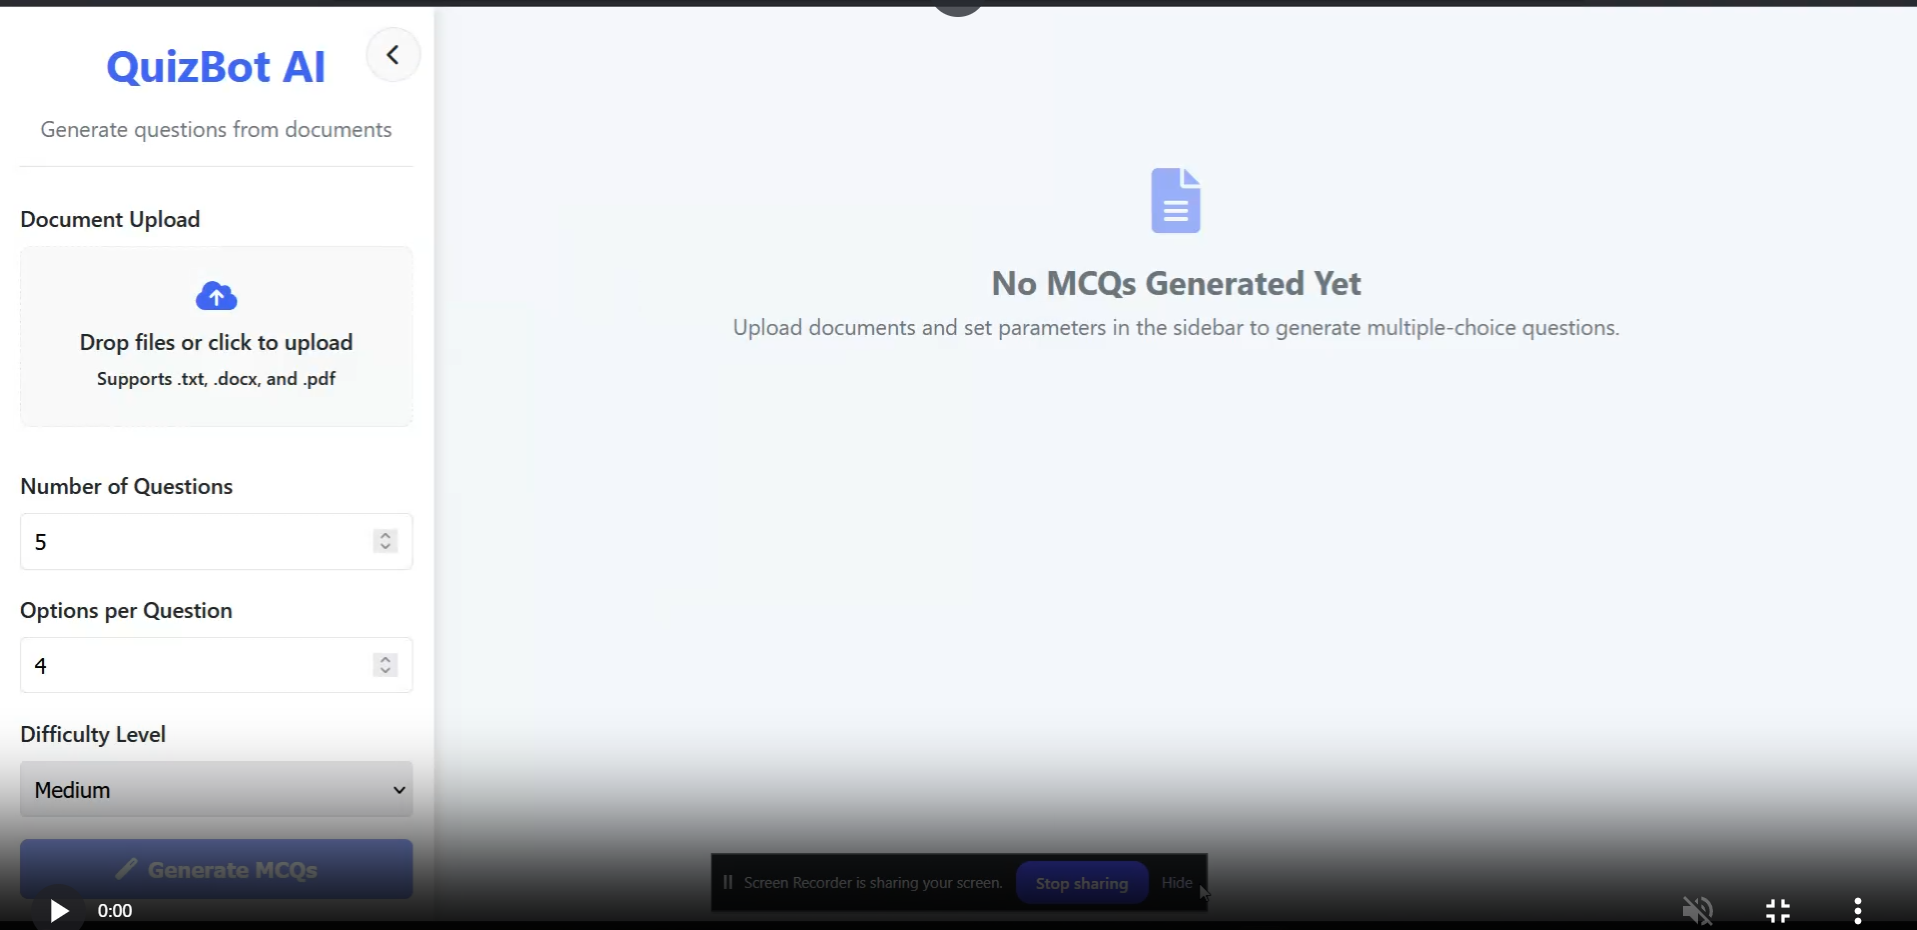 QuizBot AI
Generate questions from documents
Document Upload
Drop files or click to upload
Supports .txt, .docx, and .pdf
Number of Questions
5
Options per Question
4
Difficulty Level
Medium
Generate MCQs
No MCQs Generated Yet
Upload documents and set parameters in the sidebar to generate multiple-choice questions.
Screen Recorder is sharing your screen. Stop sharing Hide
0:00